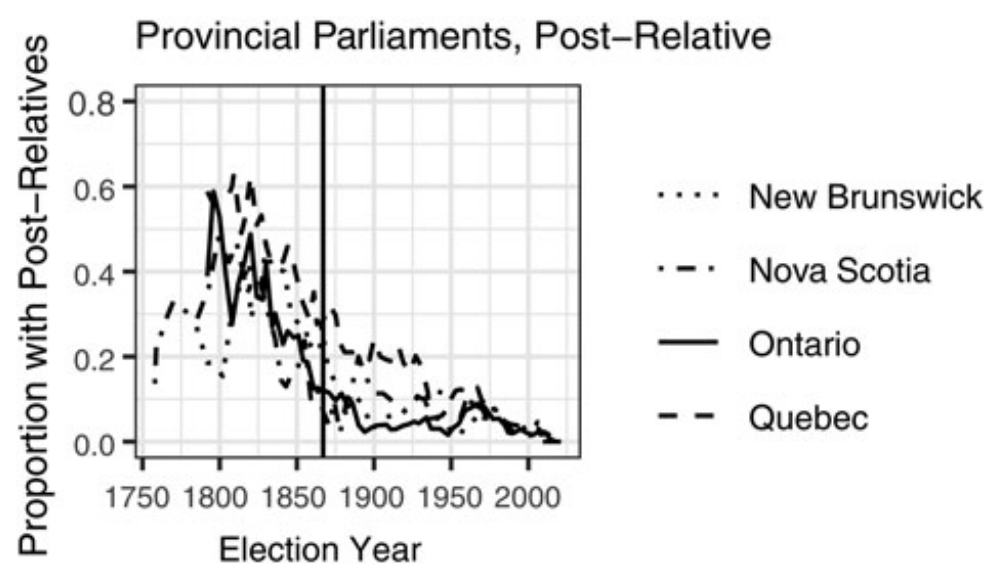 Provincial Parliaments, Post–Relative
Proportion with Post–Relatives
0.8
0.6
0.4
0.2
0.0
1750 1800 1850 1900 1950 2000
Election Year
New Brunswick
Nova Scotia
Ontario
Quebec